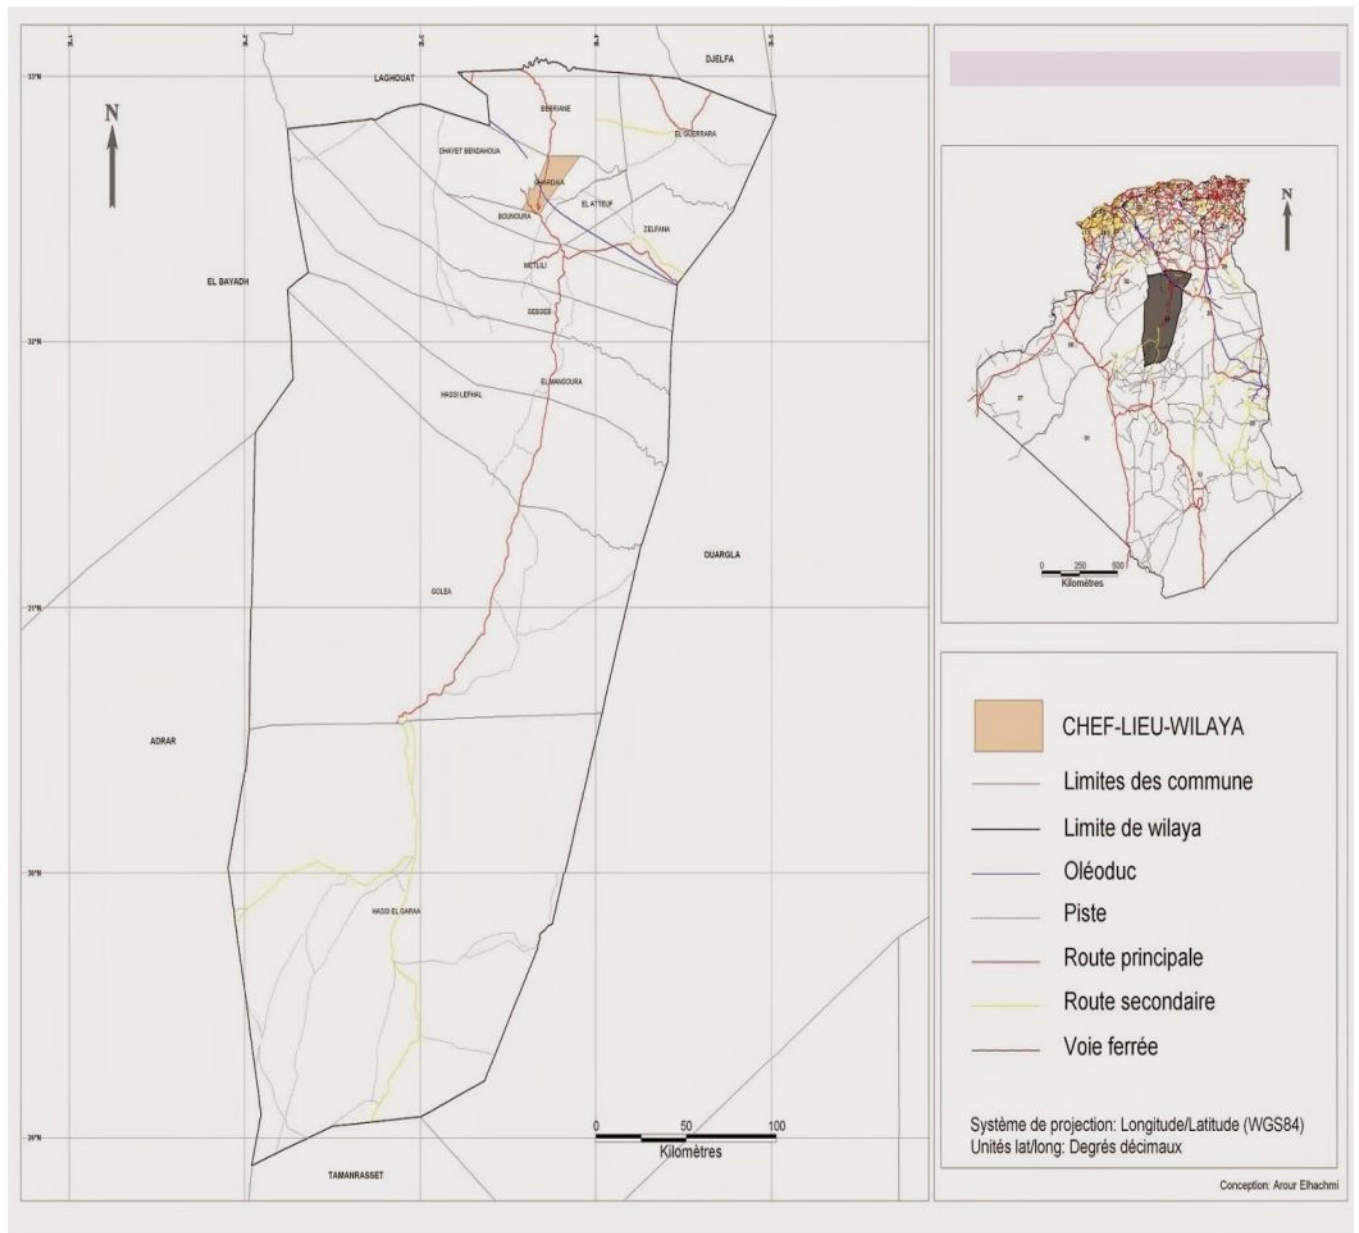 DJELFA
33°N
LAGHOUAT
N
BERRIANE
EL GUERRARA
DHAYET BENDAHOUA
GHARDAIA
EL ATTEUF
BOUNOURA
ZELFANA
METLILI
EL BAYADH
SEBSEB
32°N
EL MANSOURA
HASSI LEFHAL
OUARGLA
GOLEA
31°N
ADRAR
30°N
HASSI EL GARAA
0 50 100
Kilomètres
29°N
TAMANRASSET
N
0 250 500
Kilomètres
CHEF-LIEU-WILAYA
Limites des commune
Limite de wilaya
Oléoduc
Piste
Route principale
Route secondaire
Voie ferrée
Système de projection: Longitude/Latitude (WGS84)
Unités lat/long: Degrés décimaux
Conception: Arour Elhachmi